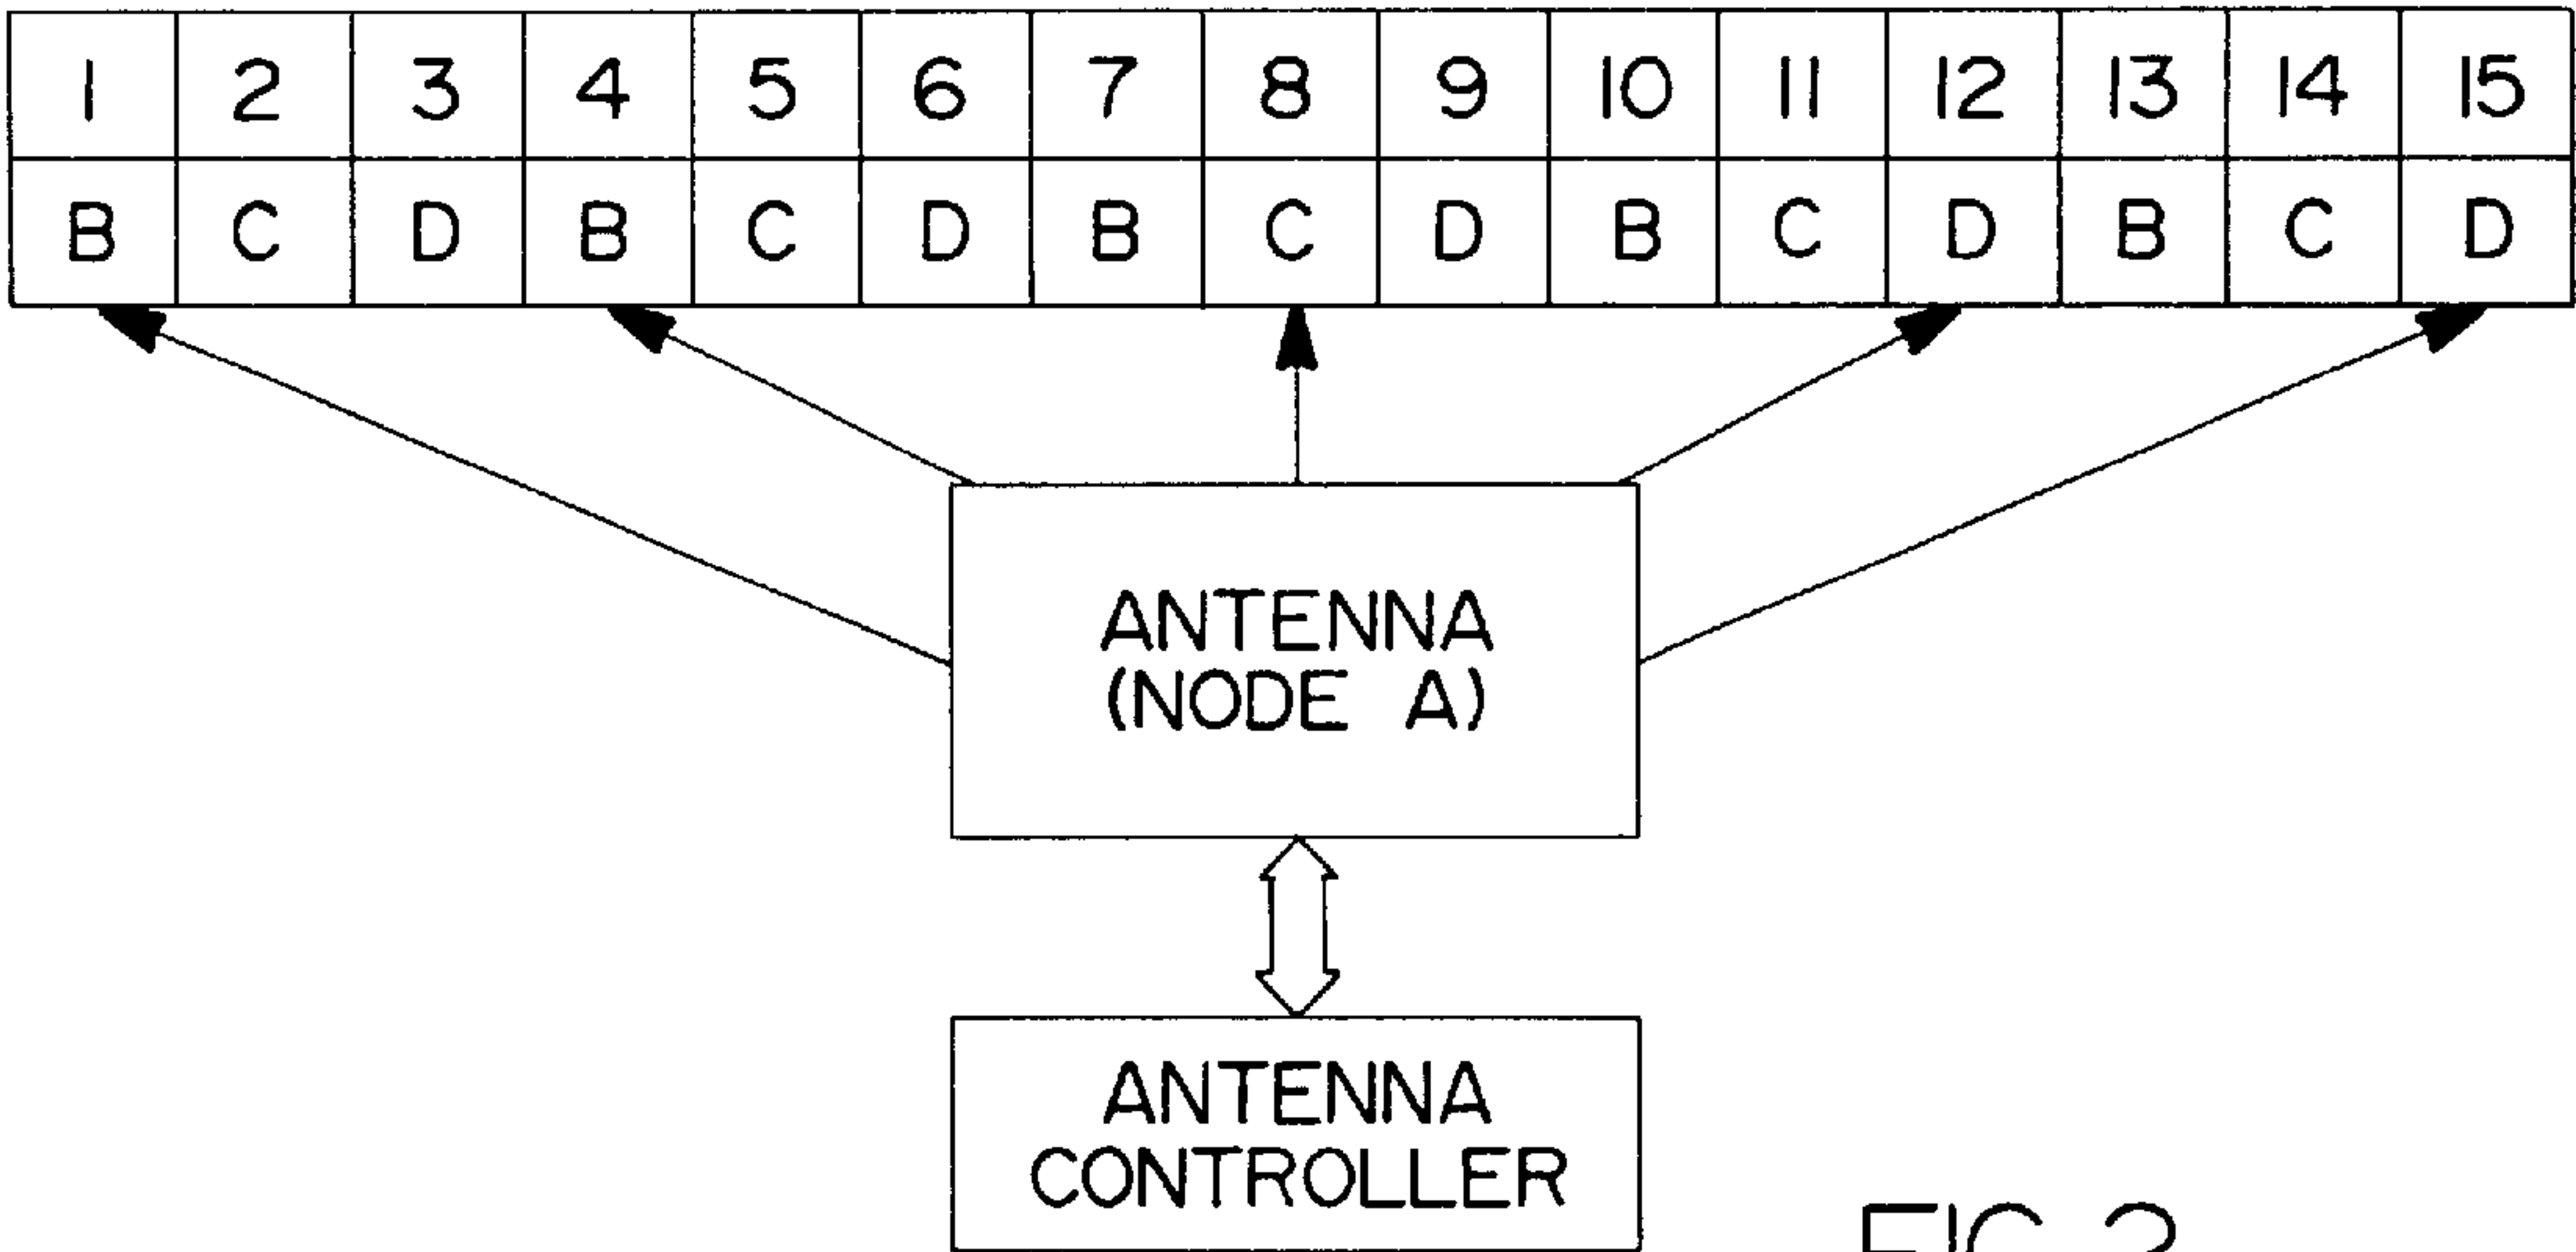 1 2 3 4 5 6 7 8 9 10 11 12 13 14 15
B C D B C D B C D B C D B C D
ANTENNA
(NODE A)
ANTENNA
CONTROLLER